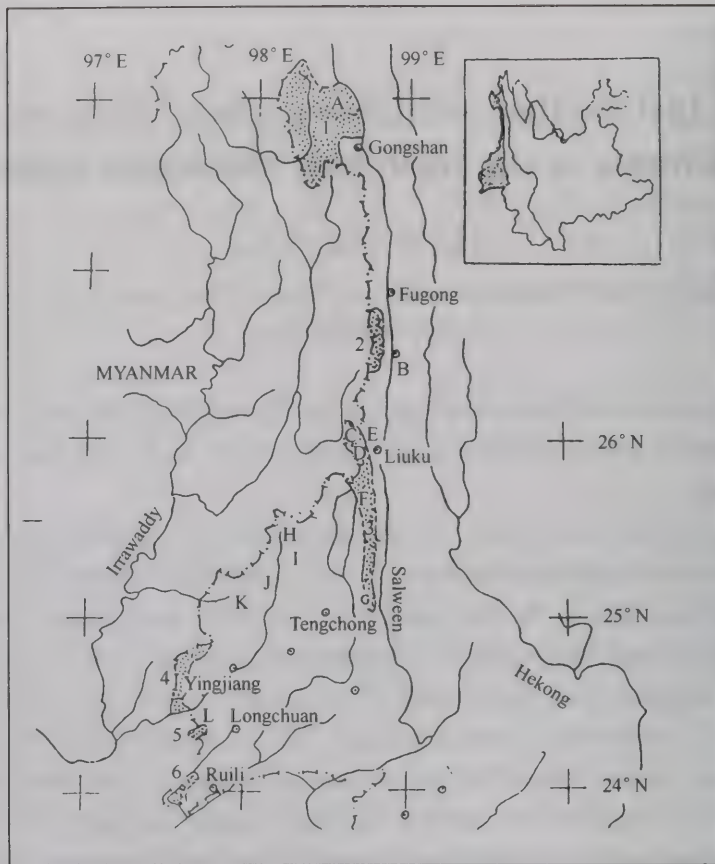 97° E 98° E 99° E
A
1
Gongshan
Fugong
2
B
MYANMAR
C E
D
Liuku
26° N
F
Irrawaddy
H
I
3
J
K
G
Salween
25° N
Tengchong
4
Yingjiang
Hekong
L
Longchuan
5
6
Ruili
24° N